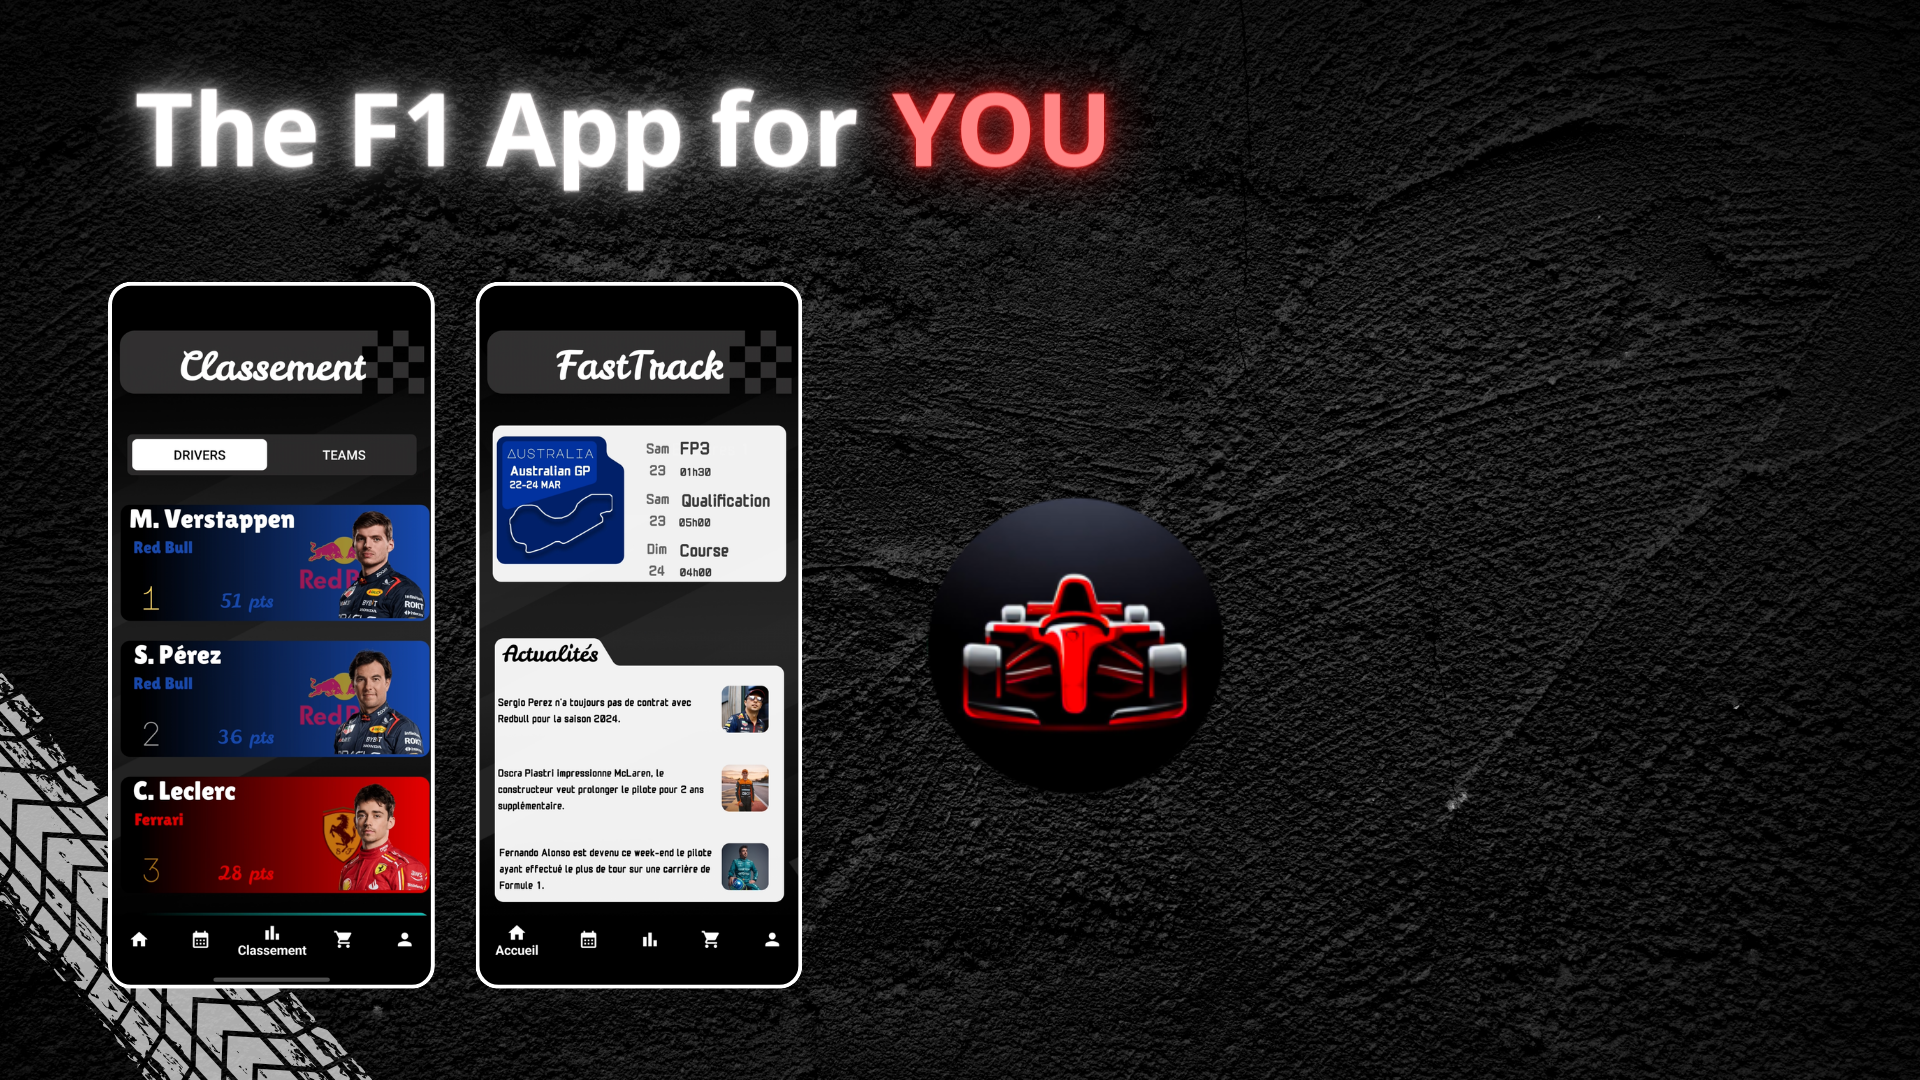 The F1 App for YOU
Classement
DRIVERS
TEAMS
M. Verstappen
Red Bull
1
51 pts
S. Pérez
Red Bull
2
36 pts
C. Leclerc
Ferrari
3
28 pts
Classement
FastTrack
AUSTRALIA
Australian GP
22-24 MAR
Sam FP3
23 01h30
Sam Qualification
23 05h00
Dim Course
24 04h00
Actualités
Sergio Perez n'a toujours pas de contrat avec
Redbull pour la saison 2024.
Oscra Piastri impressionne McLaren, le
constructeur veut prolonger le pilote pour 2 ans
supplémentaire.
Fernando Alonso est devenu ce week-end le pilote
ayant effectué le plus de tour sur une carrière de
Formule 1.
Accueil